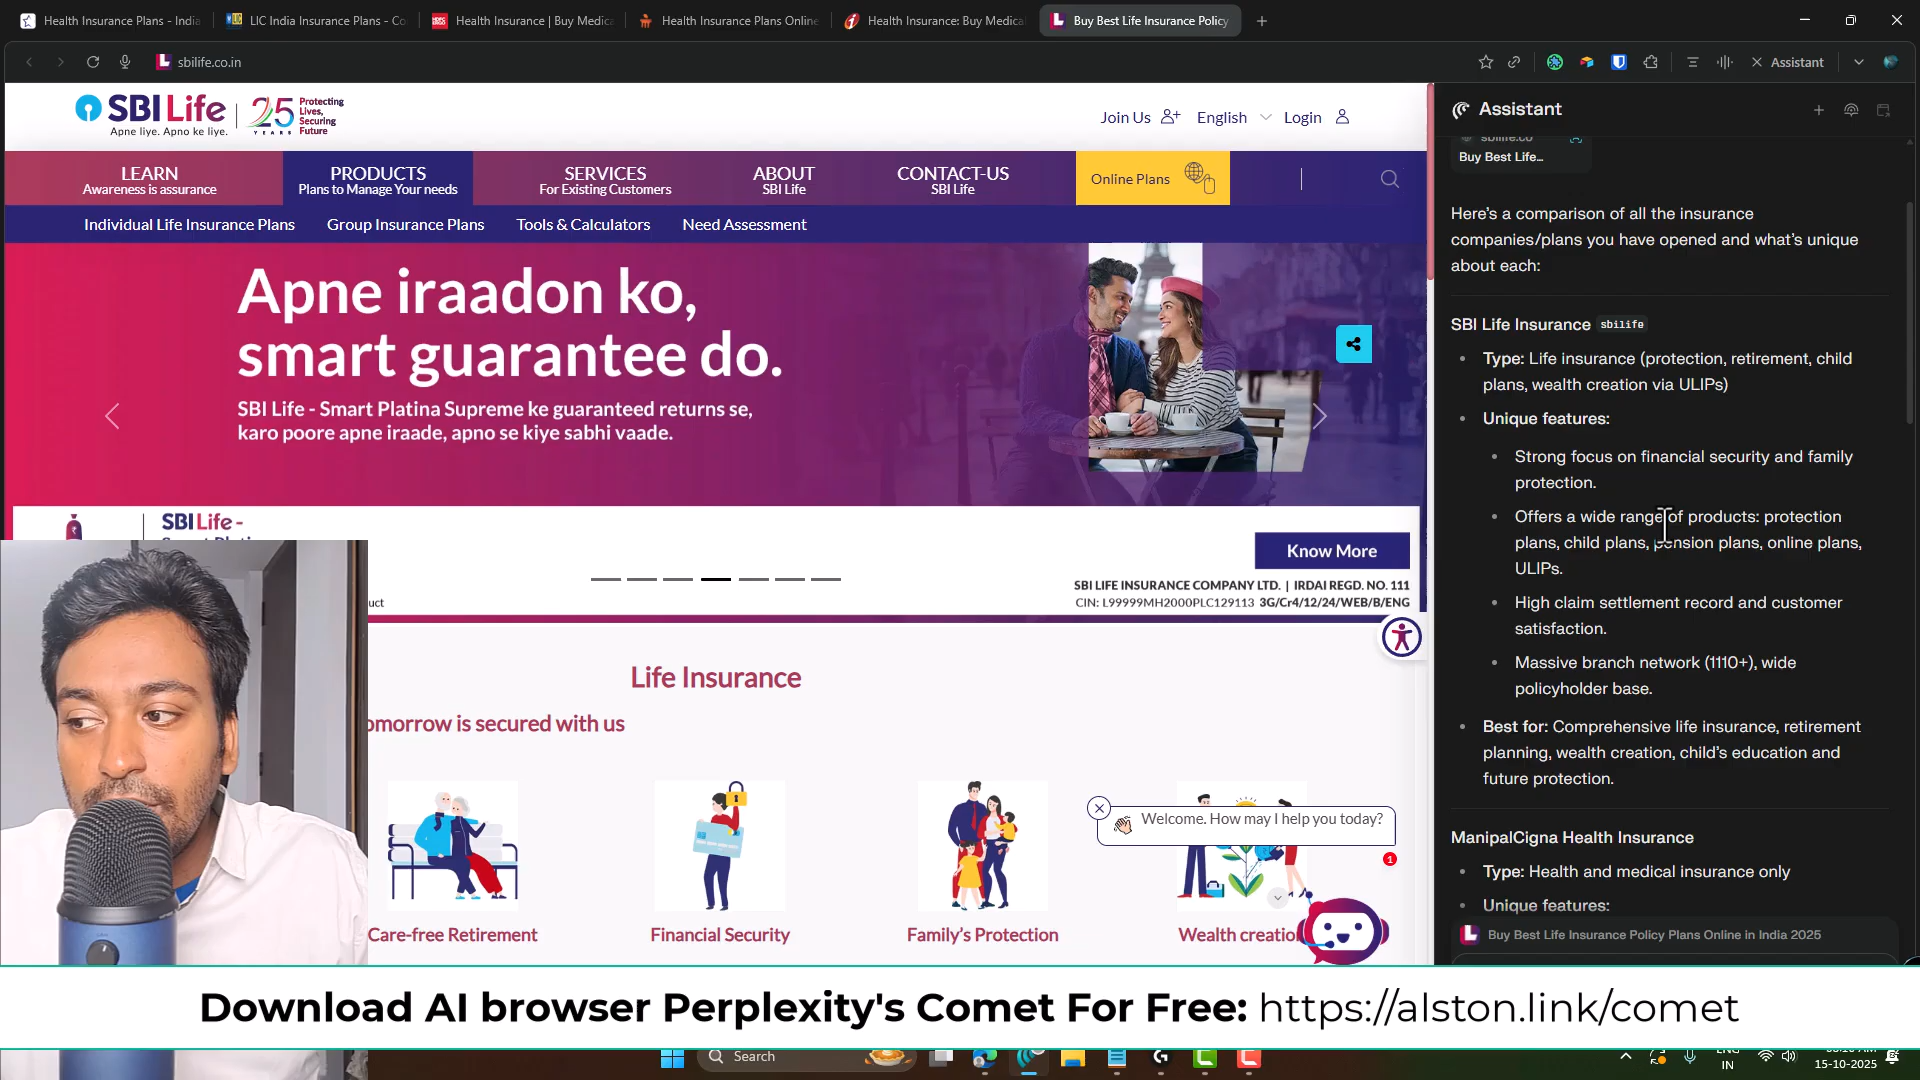 Health Insurance Plans - India
LIC India Insurance Plans - Co
Health Insurance | Buy Medica
Health Insurance Plans Online
Health Insurance: Buy Medical
Buy Best Life Insurance Policy
sbilife.co.in
Assistant
SBI Life
Apne liye. Apno ke liye.
25
YEARS
Protecting
Lives,
Securing
Future
Join Us
English
Login
LEARN
Awareness is assurance
PRODUCTS
Plans to Manage Your needs
SERVICES
For Existing Customers
ABOUT
SBI Life
CONTACT-US
SBI Life
Online Plans
Individual Life Insurance Plans
Group Insurance Plans
Tools & Calculators
Need Assessment
Apne iraadon ko,
smart guarantee do.
SBI Life - Smart Platina Supreme ke guaranteed returns se,
karo poore apne iraade, apno se kiye sabhi vaade.
SBI Life -
Know More
SBI LIFE INSURANCE COMPANY LTD. | IRDAI REGD. NO. 111
CIN: L99999MH2000PLC129113 3G/Cr4/12/24/WEB/B/ENG
uct
Life Insurance
omorrow is secured with us
Care-free Retirement
Financial Security
Family's Protection
Wealth creation
Welcome. How may I help you today?
1
Assistant
sbilife.co
Buy Best Life...
Here's a comparison of all the insurance
companies/plans you have opened and what's unique
about each:
SBI Life Insurance sbilife
• Type: Life insurance (protection, retirement, child
plans, wealth creation via ULIPs)
• Unique features:
• Strong focus on financial security and family
protection.
• Offers a wide range of products: protection
plans, child plans, pension plans, online plans,
ULIPs.
• High claim settlement record and customer
satisfaction.
• Massive branch network (1110+), wide
policyholder base.
• Best for: Comprehensive life insurance, retirement
planning, wealth creation, child's education and
future protection.
ManipalCigna Health Insurance
• Type: Health and medical insurance only
• Unique features:
Buy Best Life Insurance Policy Plans Online in India 2025
Download AI browser Perplexity's Comet For Free: https://alston.link/comet
Search
ENG
IN
15-10-2025